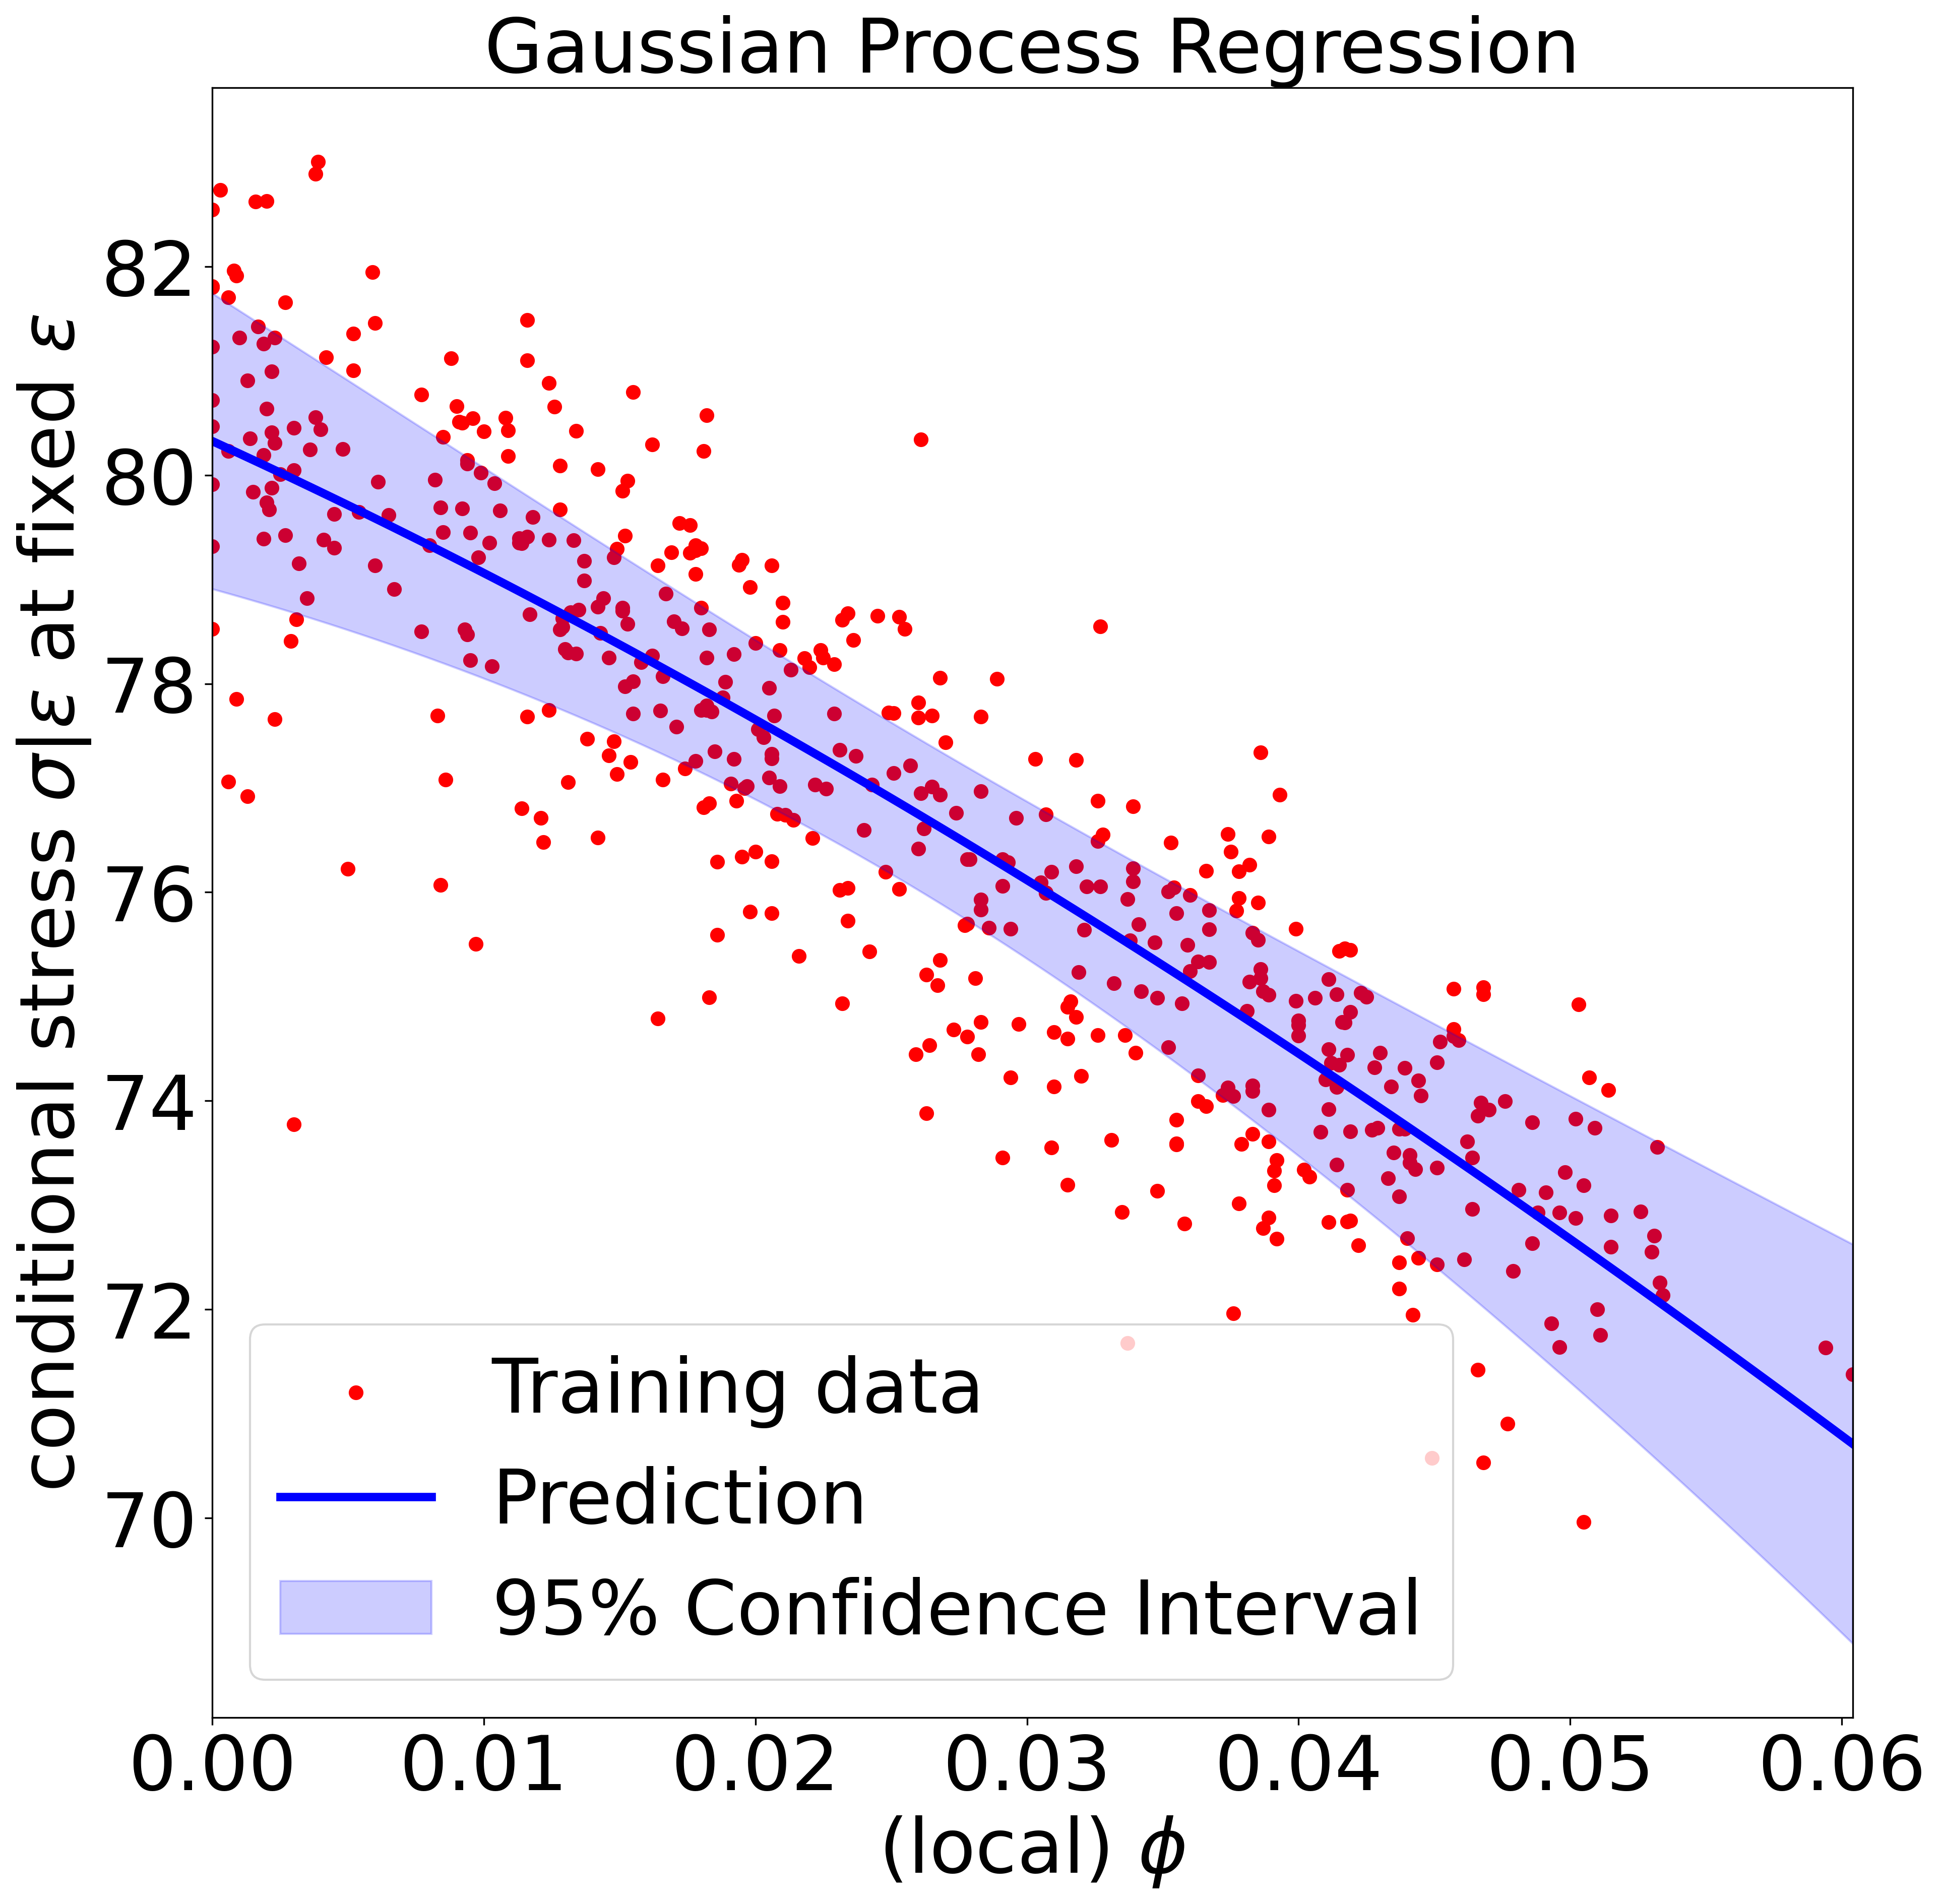 Gaussian Process Regression
conditional stress σ|ε at fixed ε
82
80
78
76
74
72
70
Training data
Prediction
95% Confidence Interval
0.00 0.01 0.02 0.03 0.04 0.05 0.06
(local) ϕ